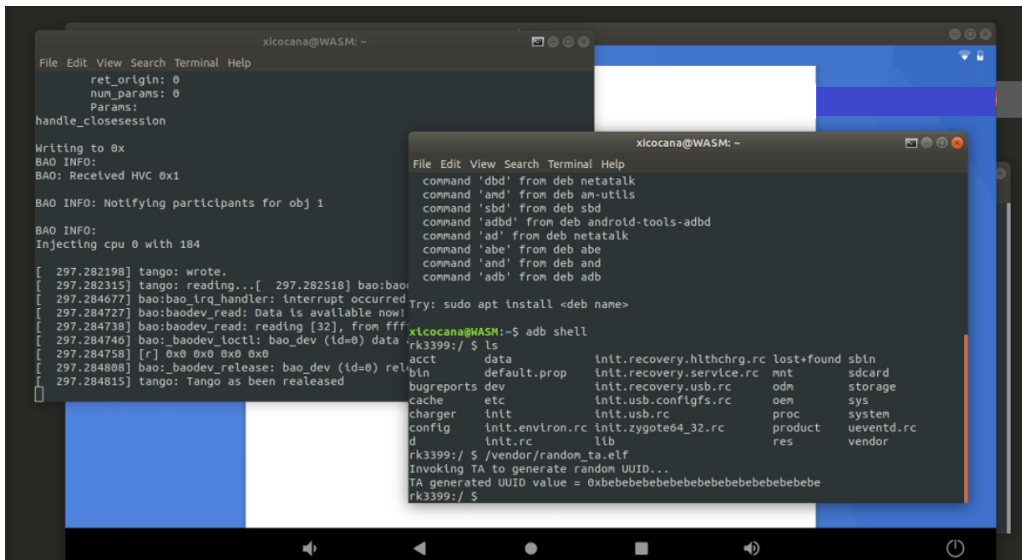 xicocana@WASM: ~
File Edit View Search Terminal Help
ret_origin: 0
num_params: 0
Params:
handle_closesession
Writing to 0x
BAO INFO:
BAO: Received HVC 0x1
BAO INFO: Notifying participants for obj 1
BAO INFO:
Injecting cpu 0 with 184
[ 297.282198] tango: wrote.
[ 297.282315] tango: reading...[ 297.282518] bao:bao
[ 297.284677] bao:bao_irq_handler: interrupt occurred
[ 297.284727] bao:baodev_read: Data is available now!
[ 297.284738] bao:baodev_read: reading [32], from fff
[ 297.284746] bao:_baodev_ioctl: bao_dev (id=0) data
[ 297.284758] [r] 0x0 0x0 0x0 0x0
[ 297.284808] bao:_baodev_release: bao_dev (id=0) rel
[ 297.284815] tango: Tango as been realeased
xicocana@WASM: ~
File Edit View Search Terminal Help
command 'dbd' from deb netatalk
command 'amd' from deb am-utils
command 'sbd' from deb sbd
command 'adbd' from deb android-tools-adbd
command 'ad' from deb netatalk
command 'abe' from deb abe
command 'and' from deb and
command 'adb' from deb adb
Try: sudo apt install <deb name>
xicocana@WASM:~$ adb shell
rk3399:/ $ ls
acct data init.recovery.hlthchrg.rc lost+found sbin
bin default.prop init.recovery.service.rc mnt sdcard
bugreports dev init.recovery.usb.rc odm storage
cache etc init.usb.configfs.rc oem sys
charger init init.usb.rc proc system
config init.environ.rc init.zygote64_32.rc product ueventd.rc
d init.rc lib res vendor
rk3399:/ $ /vendor/random_ta.elf
Invoking TA to generate random UUID...
TA generated UUID value = 0xbebebebebebebebebebebebebebebebe
rk3399:/ $